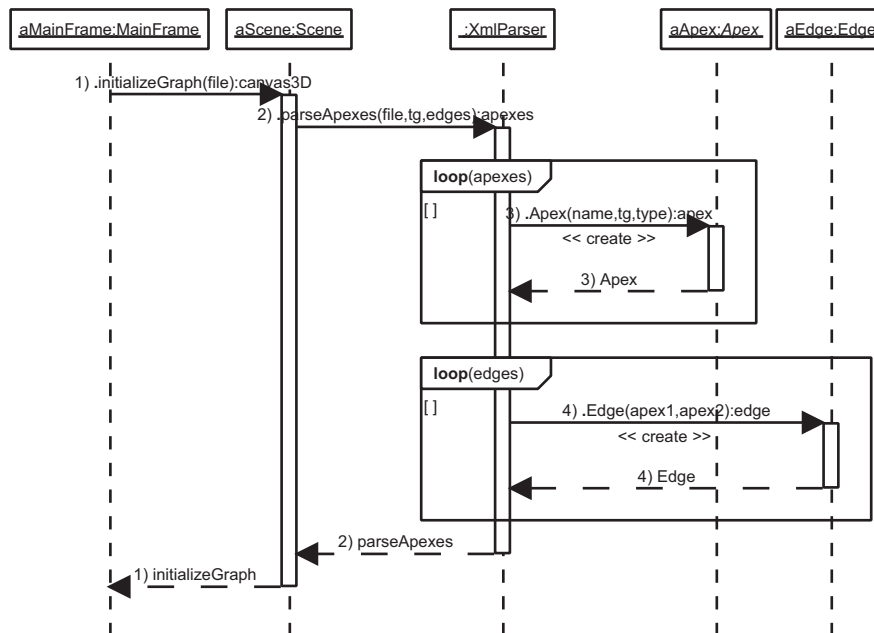 aMainFrame:MainFrame
aScene:Scene
:XmlParser
aApex:Apex
aEdge:Edge
1) .initializeGraph(file):canvas3D
2) .parseApexes(file,tg,edges):apexes
loop(apexes)
[ ]
3) .Apex(name,tg,type):apex
<< create >>
3) Apex
loop(edges)
[ ]
4) .Edge(apex1,apex2):edge
<< create >>
4) Edge
2) parseApexes
1) initializeGraph